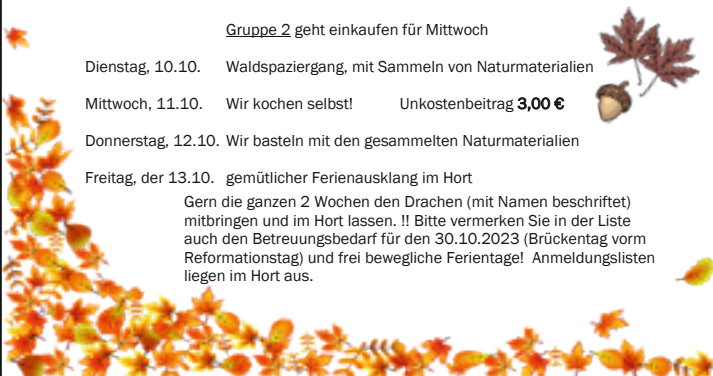 Gruppe 2 geht einkaufen für Mittwoch
Dienstag, 10.10. Waldspaziergang, mit Sammeln von Naturmaterialien
Mittwoch, 11.10. Wir kochen selbst! Unkostenbeitrag 3,00 €
Donnerstag, 12.10. Wir basteln mit den gesammelten Naturmaterialien
Freitag, der 13.10. gemütlicher Ferienausklang im Hort
Gern die ganzen 2 Wochen den Drachen (mit Namen beschriftet)
mitbringen und im Hort lassen. !! Bitte vermerken Sie in der Liste
auch den Betreuungsbedarf für den 30.10.2023 (Brückentag vorm
Reformationstag) und frei bewegliche Ferientage! Anmeldungslisten
liegen im Hort aus.